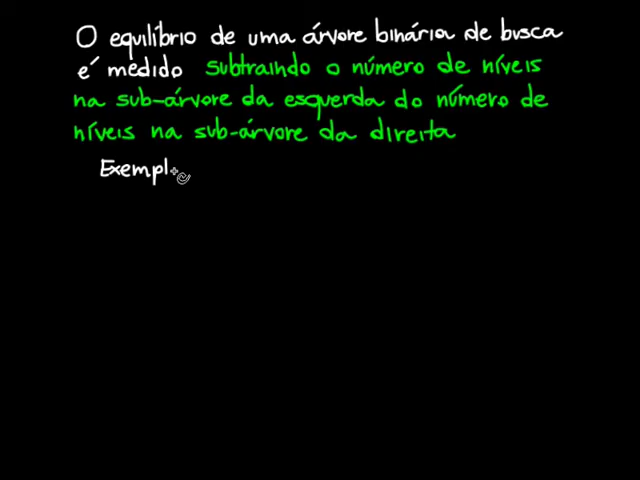 O equilíbrio de uma árvore binária de busca
é medido subtraindo o número de níveis
na sub-árvore da esquerda do número de
níveis na sub-árvore da direita
Exempl